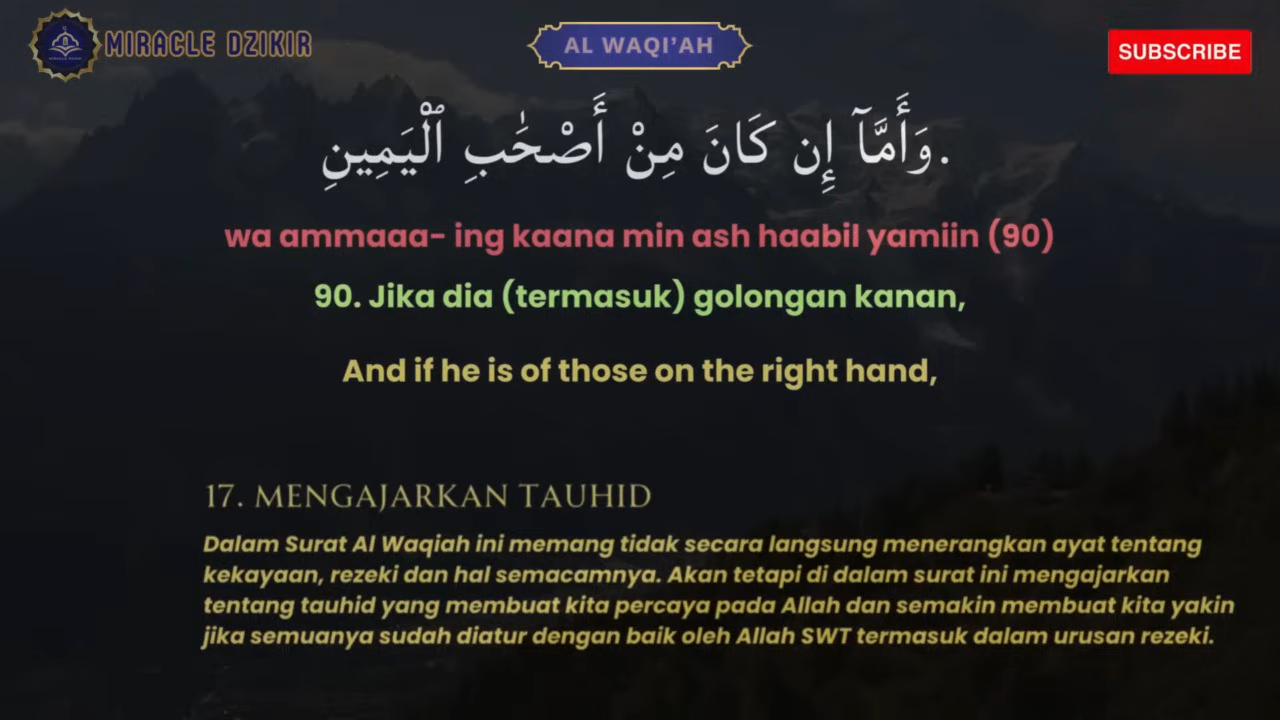 MIRACLE DZIKIR
AL WAQI'AH
SUBSCRIBE
وَأَمَّآ إِن كَانَ مِنْ أَصْحَٰبِ ٱلْيَمِينِ.
wa ammaaa- ing kaana min ash haabil yamiin (90)
90. Jika dia (termasuk) golongan kanan,
And if he is of those on the right hand,
17. MENGAJARKAN TAUHID
Dalam Surat Al Waqiah ini memang tidak secara langsung menerangkan ayat tentang
kekayaan, rezeki dan hal semacamnya. Akan tetapi di dalam surat ini mengajarkan
tentang tauhid yang membuat kita percaya pada Allah dan semakin membuat kita yakin
jika semuanya sudah diatur dengan baik oleh Allah SWT termasuk dalam urusan rezeki.